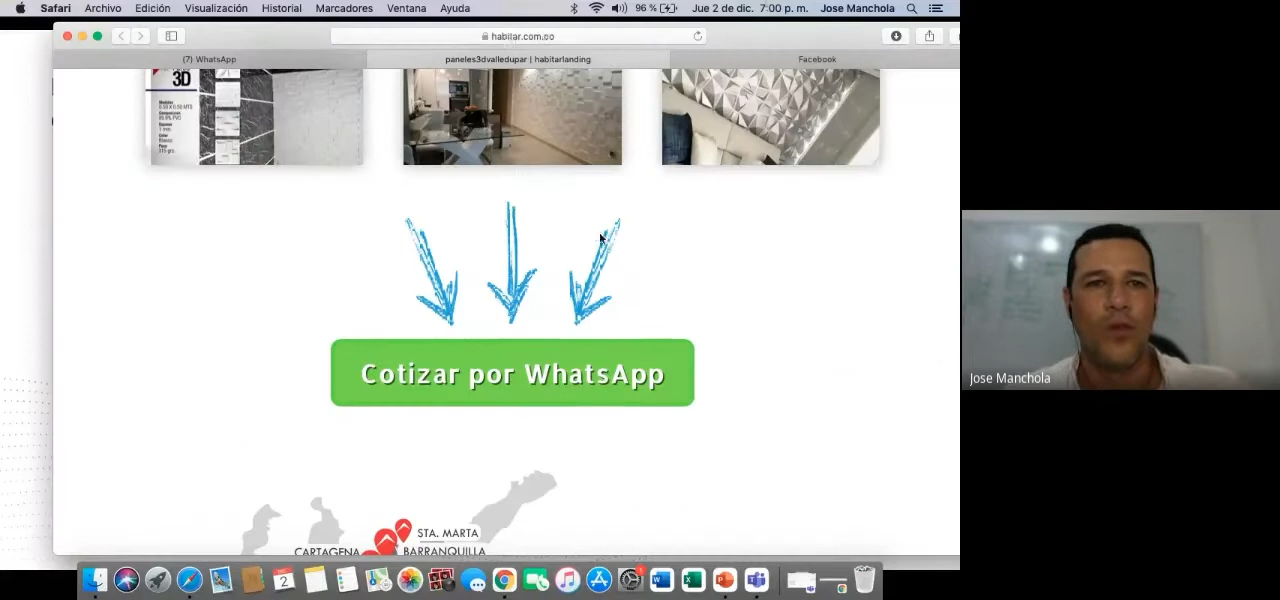 Safari Archivo Edición Visualización Historial Marcadores Ventana Ayuda 96 % Jue 2 de dic. 7:00 p. m. Jose Manchola
habitar.com.co
(7) WhatsApp paneles3dvalledupar | habitarlanding Facebook
3D
Cotizar por WhatsApp
STA. MARTA
CARTAGENA BARRANQUILLA
Jose Manchola
2